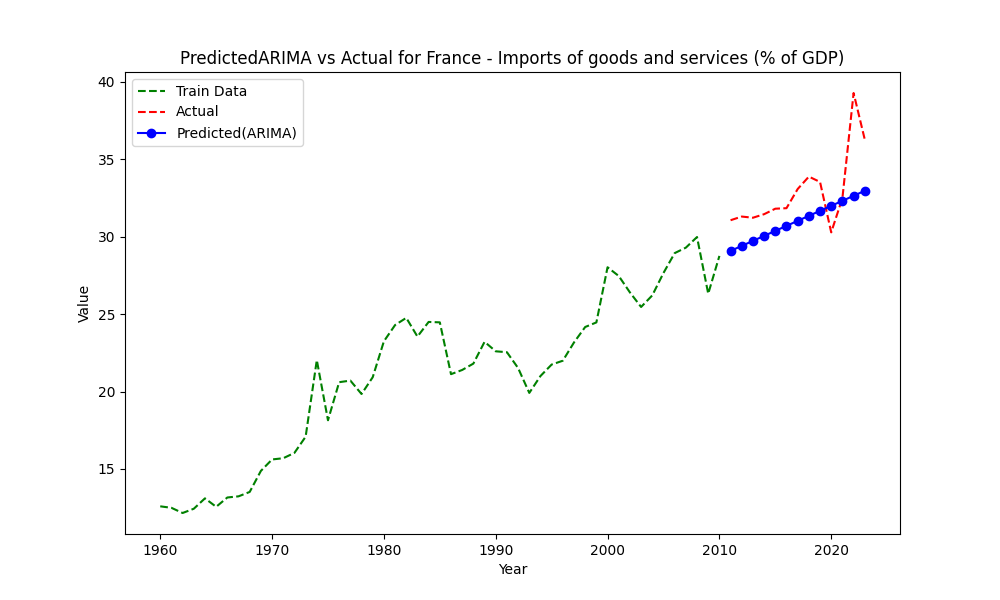 PredictedARIMA vs Actual for France - Imports of goods and services (% of GDP)
Train Data
Actual
Predicted(ARIMA)
Value
40
35
30
25
20
15
1960 1970 1980 1990 2000 2010 2020
Year